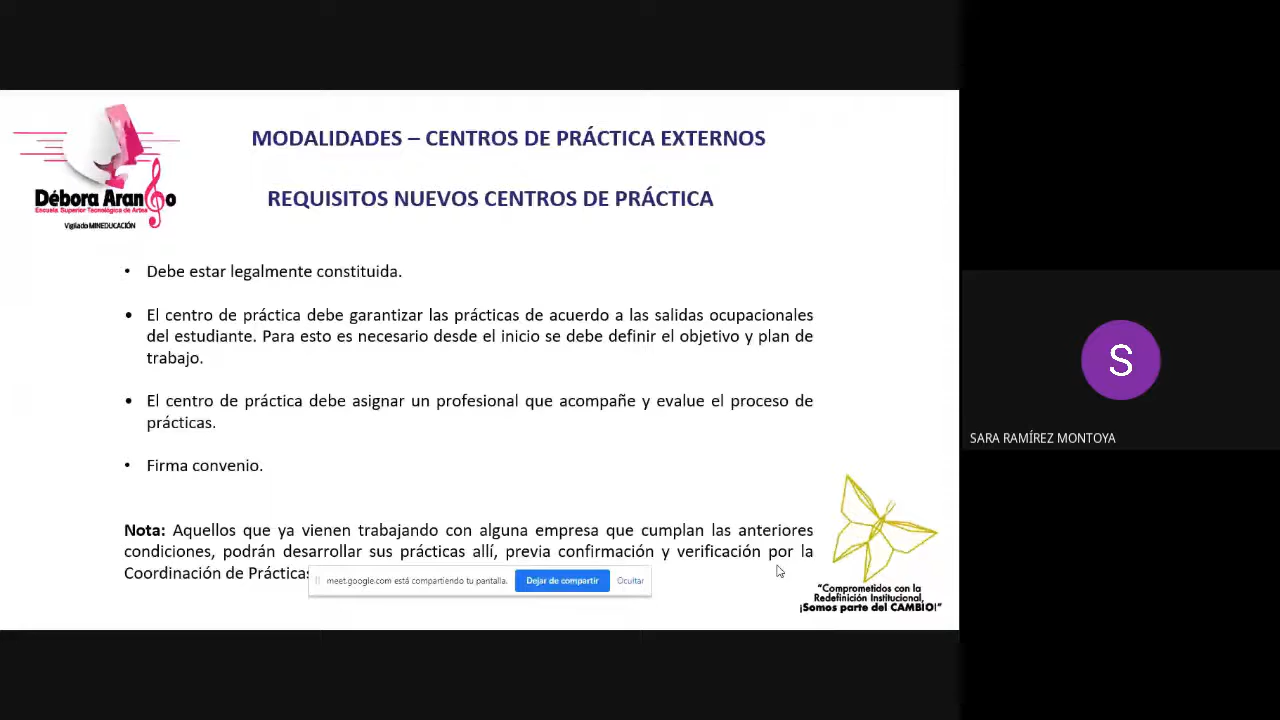 MODALIDADES – CENTROS DE PRÁCTICA EXTERNOS
REQUISITOS NUEVOS CENTROS DE PRÁCTICA
Débora Arango
Escuela Superior Tecnológica de Artes
Vigilado MINEDUCACIÓN
• Debe estar legalmente constituida.
• El centro de práctica debe garantizar las prácticas de acuerdo a las salidas ocupacionales
del estudiante. Para esto es necesario desde el inicio se debe definir el objetivo y plan de
trabajo.
• El centro de práctica debe asignar un profesional que acompañe y evalue el proceso de
prácticas.
• Firma convenio.
Nota: Aquellos que ya vienen trabajando con alguna empresa que cumplan las anteriores
condiciones, podrán desarrollar sus prácticas allí, previa confirmación y verificación por la
Coordinación de Prácticas
meet.google.com está compartiendo tu pantalla. Dejar de compartir Ocultar
“Comprometidos con la
Redefinición Institucional,
¡Somos parte del CAMBIO!”
S
SARA RAMÍREZ MONTOYA